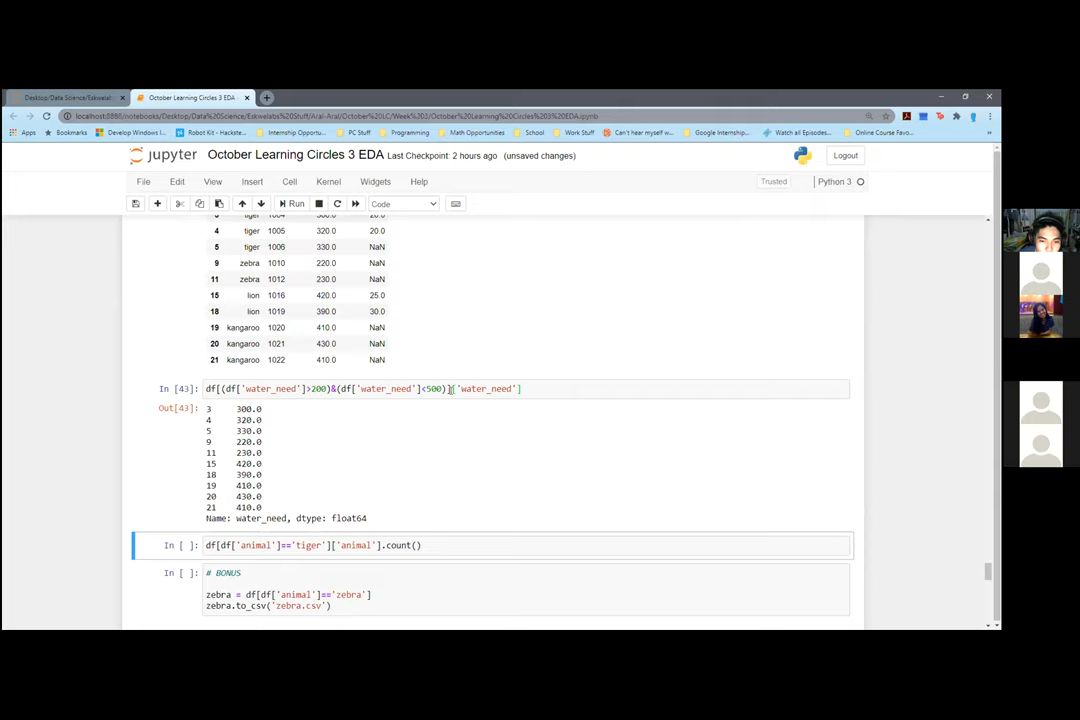 Desktop/Data Science/Eskwelabs
October Learning Circles 3 EDA
localhost:8888/notebooks/Desktop/Data%20Science/Eskwelabs%20Stuff/Aral-Aral/October%20LC/Week%203/October%20Learning%20Circles%203%20EDA.ipynb
Apps Bookmarks Develop Windows I... Robot Kit - Hackste... Internship Opportu... PC Stuff Programming Math Opportunities School Work Stuff Can't hear myself w... Google Internship... Watch all Episodes... Online Course Favo... »
jupyter October Learning Circles 3 EDA Last Checkpoint: 2 hours ago (unsaved changes) Logout
File Edit View Insert Cell Kernel Widgets Help Trusted Python 3
Run Code
3 tiger 1004 300.0 20.0
4 tiger 1005 320.0 20.0
5 tiger 1006 330.0 NaN
9 zebra 1010 220.0 NaN
11 zebra 1012 230.0 NaN
15 lion 1016 420.0 25.0
18 lion 1019 390.0 30.0
19 kangaroo 1020 410.0 NaN
20 kangaroo 1021 430.0 NaN
21 kangaroo 1022 410.0 NaN
In [43]: df[(df['water_need']>200)&(df['water_need']<500)]['water_need']
Out[43]: 3 300.0
4 320.0
5 330.0
9 220.0
11 230.0
15 420.0
18 390.0
19 410.0
20 430.0
21 410.0
Name: water_need, dtype: float64
In [ ]: df[df['animal']=='tiger']['animal'].count()
In [ ]: # BONUS
zebra = df[df['animal']=='zebra']
zebra.to_csv('zebra.csv')